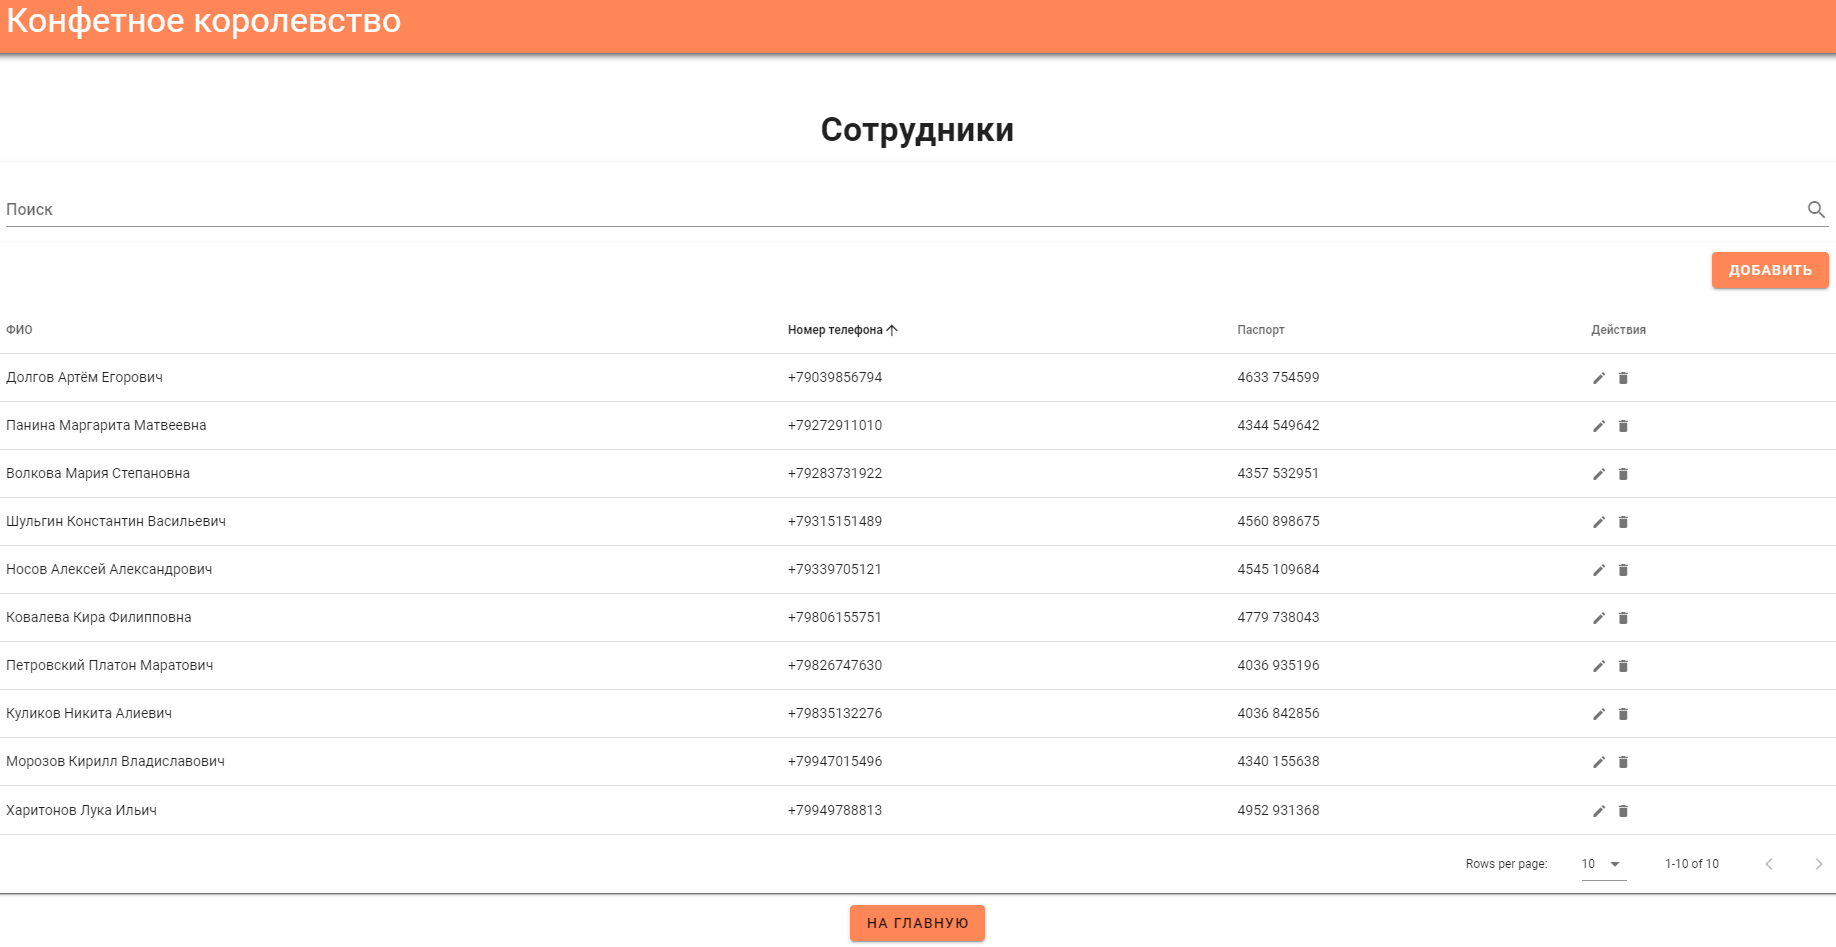 Конфетное королевство
Сотрудники
Поиск
ДОБАВИТЬ
ФИО Номер телефона Паспорт Действия
Долгов Артём Егорович +79039856794 4633 754599
Панина Маргарита Матвеевна +79272911010 4344 549642
Волкова Мария Степановна +79283731922 4357 532951
Шульгин Константин Васильевич +79315151489 4560 898675
Носов Алексей Александрович +79339705121 4545 109684
Ковалева Кира Филипповна +79806155751 4779 738043
Петровский Платон Маратович +79826747630 4036 935196
Куликов Никита Алиевич +79835132276 4036 842856
Морозов Кирилл Владиславович +79947015496 4340 155638
Харитонов Лука Ильич +79949788813 4952 931368
Rows per page: 10 1-10 of 10
НА ГЛАВНУЮ